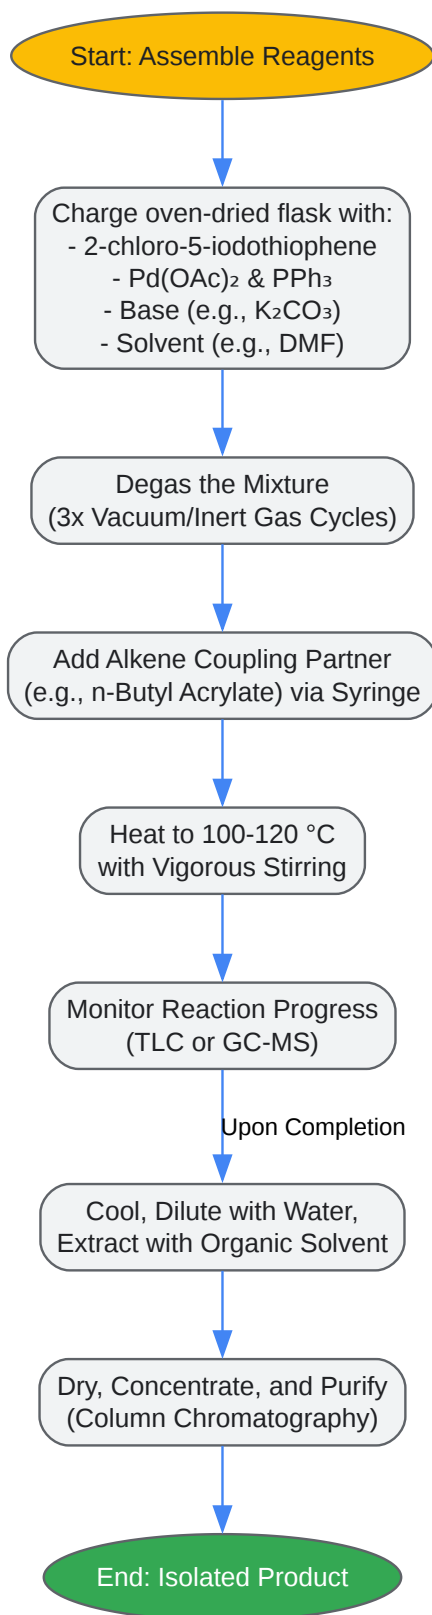 Start: Assemble Reagents
Charge oven-dried flask with:
- 2-chloro-5-iodothiophene
- Pd(OAc)₂ & PPh₃
- Base (e.g., K₂CO₃)
- Solvent (e.g., DMF)
Degas the Mixture
(3x Vacuum/Inert Gas Cycles)
Add Alkene Coupling Partner
(e.g., n-Butyl Acrylate) via Syringe
Heat to 100-120 °C
with Vigorous Stirring
Monitor Reaction Progress
(TLC or GC-MS)
Upon Completion
Cool, Dilute with Water,
Extract with Organic Solvent
Dry, Concentrate, and Purify
(Column Chromatography)
End: Isolated Product